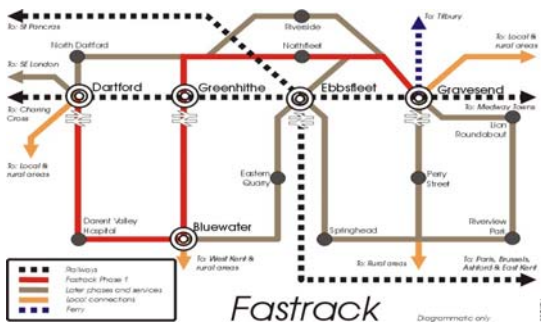 To: St Pancras
Riverside
To: Tilbury
To: Local &
rural areas
North Dartford
Northfleet
To: SE London
Dartford
Greenhithe
Ebbsfleet
Gravesend
To: Charing
Cross
To: Medway Towns
Lion
Roundabout
To: Local &
rural areas
Eastern
Quarry
Perry
Street
Darent Valley
Hospital
Bluewater
Springhead
Riverview
Park
To: West Kent &
rural areas
To: Rural areas
To: Paris, Brussels,
Ashford & East Kent
Railways
Fastrack Phase 1
Later phases and services
Local connections
Ferry
Fastrack
Diagrammatic only